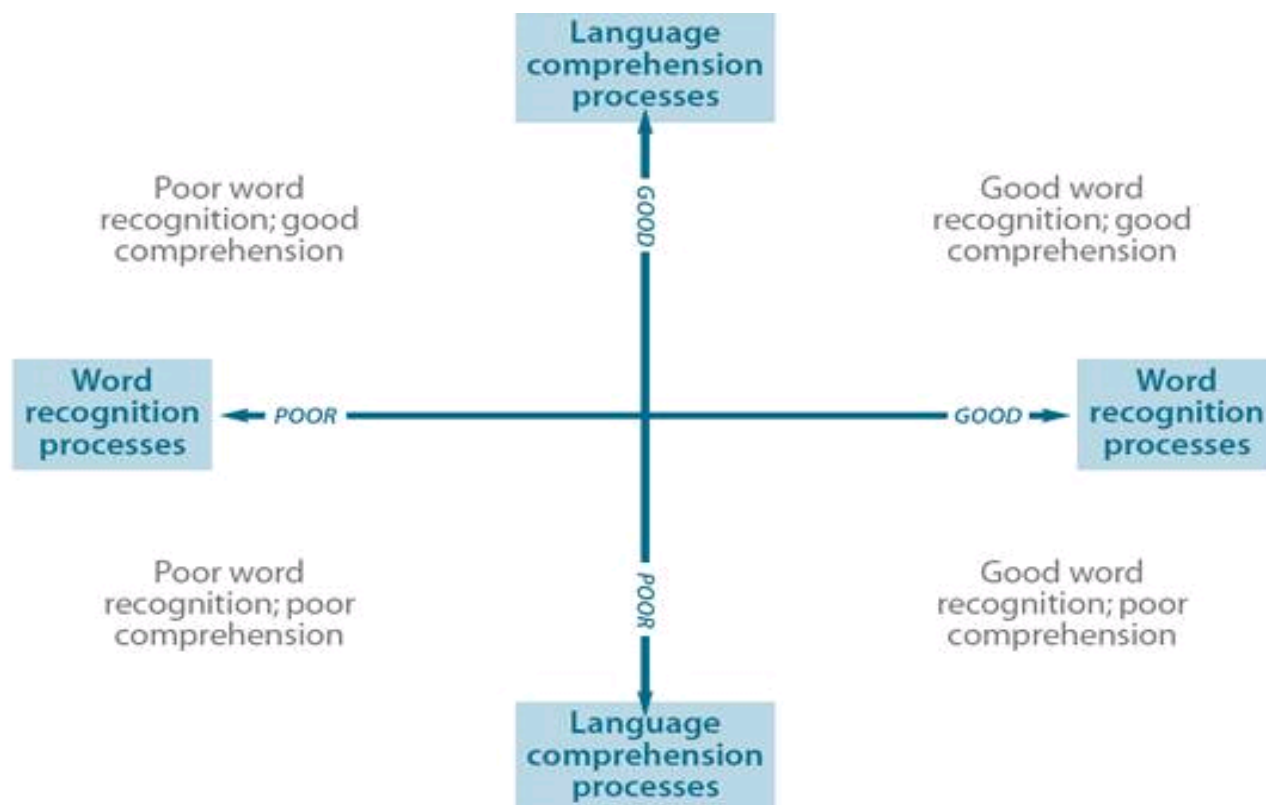 Language
comprehension
processes
GOOD
Poor word
recognition; good
comprehension
Good word
recognition; good
comprehension
Word
recognition
processes
POOR
GOOD
Word
recognition
processes
Poor word
recognition; poor
comprehension
POOR
Good word
recognition; poor
comprehension
Language
comprehension
processes